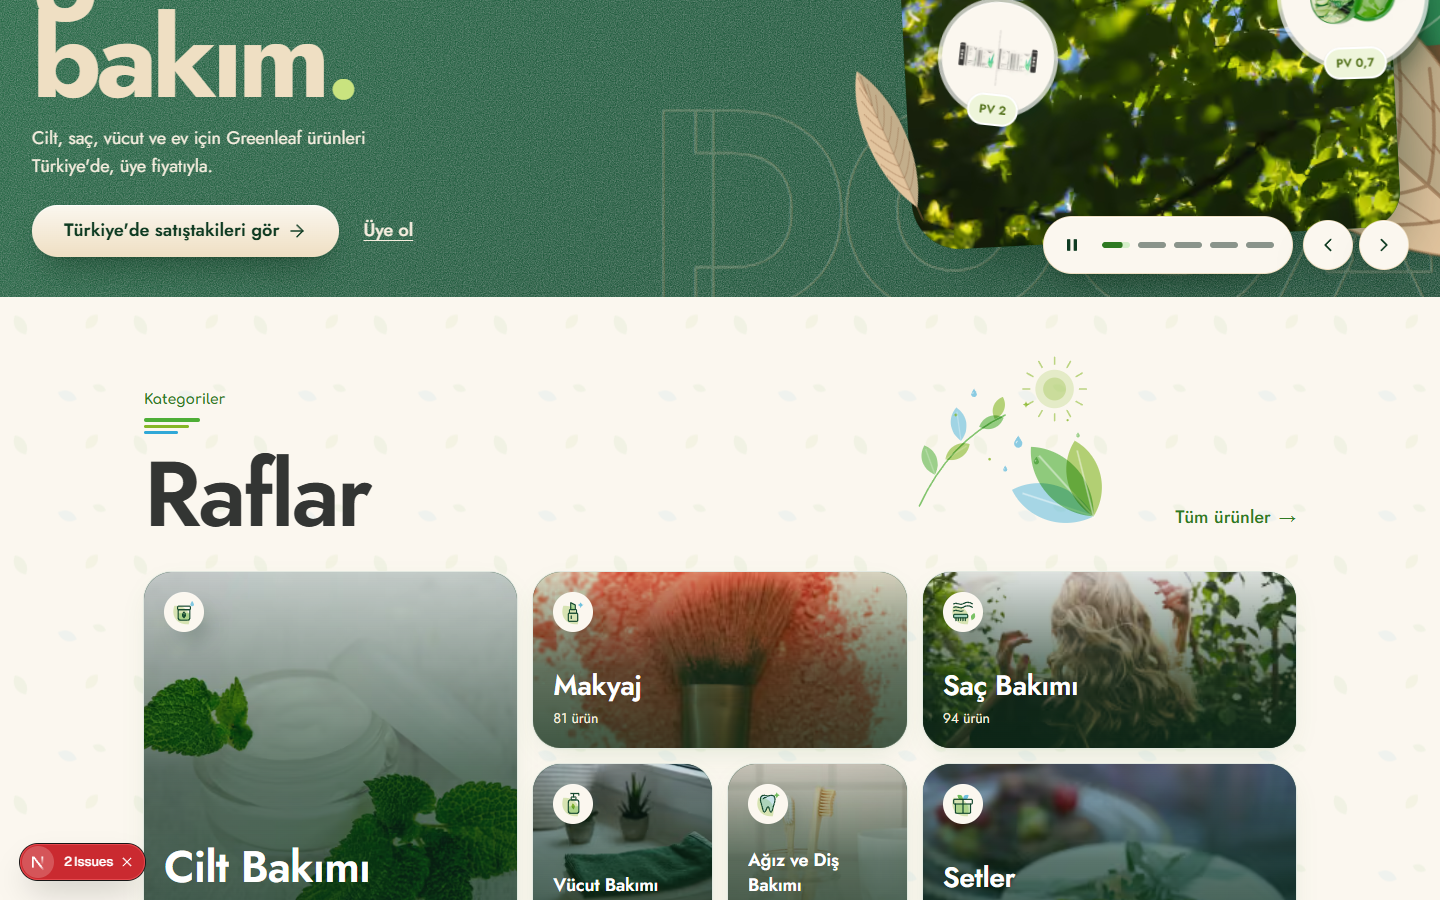 bakım.
Cilt, saç, vücut ve ev için Greenleaf ürünleri
Türkiye'de, üye fiyatıyla.
Türkiye'de satıştakileri gör →
Üye ol
PV 2
PV 0,7
Kategoriler
Raflar
Tüm ürünler →
Cilt Bakımı
Makyaj
81 ürün
Saç Bakımı
94 ürün
Vücut Bakımı
Ağız ve Diş
Bakımı
Setler
N
2 Issues